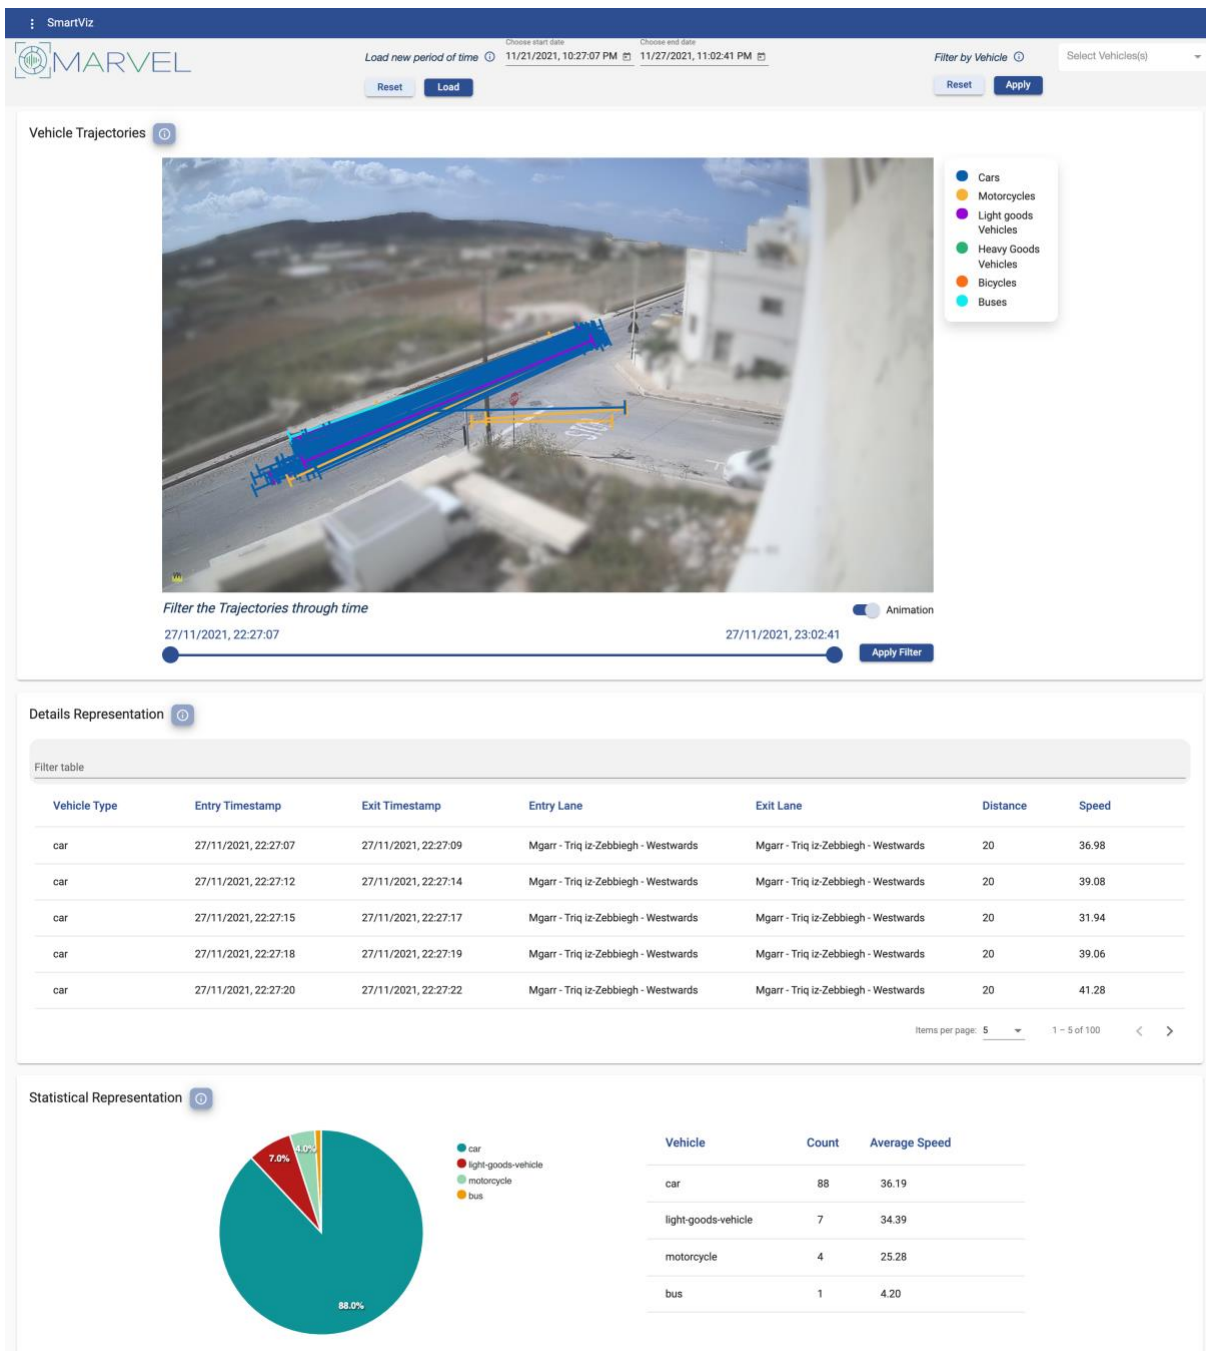 SmartViz
MARVEL
Load new period of time
Choose start date
11/21/2021, 10:27:07 PM
Choose end date
11/27/2021, 11:02:41 PM
Reset
Load
Filter by Vehicle
Select Vehicles(s)
Reset
Apply
Vehicle Trajectories
Cars
Motorcycles
Light goods
Vehicles
Heavy Goods
Vehicles
Bicycles
Buses
STOP
Filter the Trajectories through time
Animation
27/11/2021, 22:27:07
27/11/2021, 23:02:41
Apply Filter
Details Representation
Filter table
Vehicle Type Entry Timestamp Exit Timestamp Entry Lane Exit Lane Distance Speed
car 27/11/2021, 22:27:07 27/11/2021, 22:27:09 Mgarr - Triq iz-Zebbiegh - Westwards Mgarr - Triq iz-Zebbiegh - Westwards 20 36.98
car 27/11/2021, 22:27:12 27/11/2021, 22:27:14 Mgarr - Triq iz-Zebbiegh - Westwards Mgarr - Triq iz-Zebbiegh - Westwards 20 39.08
car 27/11/2021, 22:27:15 27/11/2021, 22:27:17 Mgarr - Triq iz-Zebbiegh - Westwards Mgarr - Triq iz-Zebbiegh - Westwards 20 31.94
car 27/11/2021, 22:27:18 27/11/2021, 22:27:19 Mgarr - Triq iz-Zebbiegh - Westwards Mgarr - Triq iz-Zebbiegh - Westwards 20 39.06
car 27/11/2021, 22:27:20 27/11/2021, 22:27:22 Mgarr - Triq iz-Zebbiegh - Westwards Mgarr - Triq iz-Zebbiegh - Westwards 20 41.28
Items per page: 5 1 – 5 of 100
Statistical Representation
7.0%
4.0%
88.0%
car
light-goods-vehicle
motorcycle
bus
Vehicle Count Average Speed
car 88 36.19
light-goods-vehicle 7 34.39
motorcycle 4 25.28
bus 1 4.20